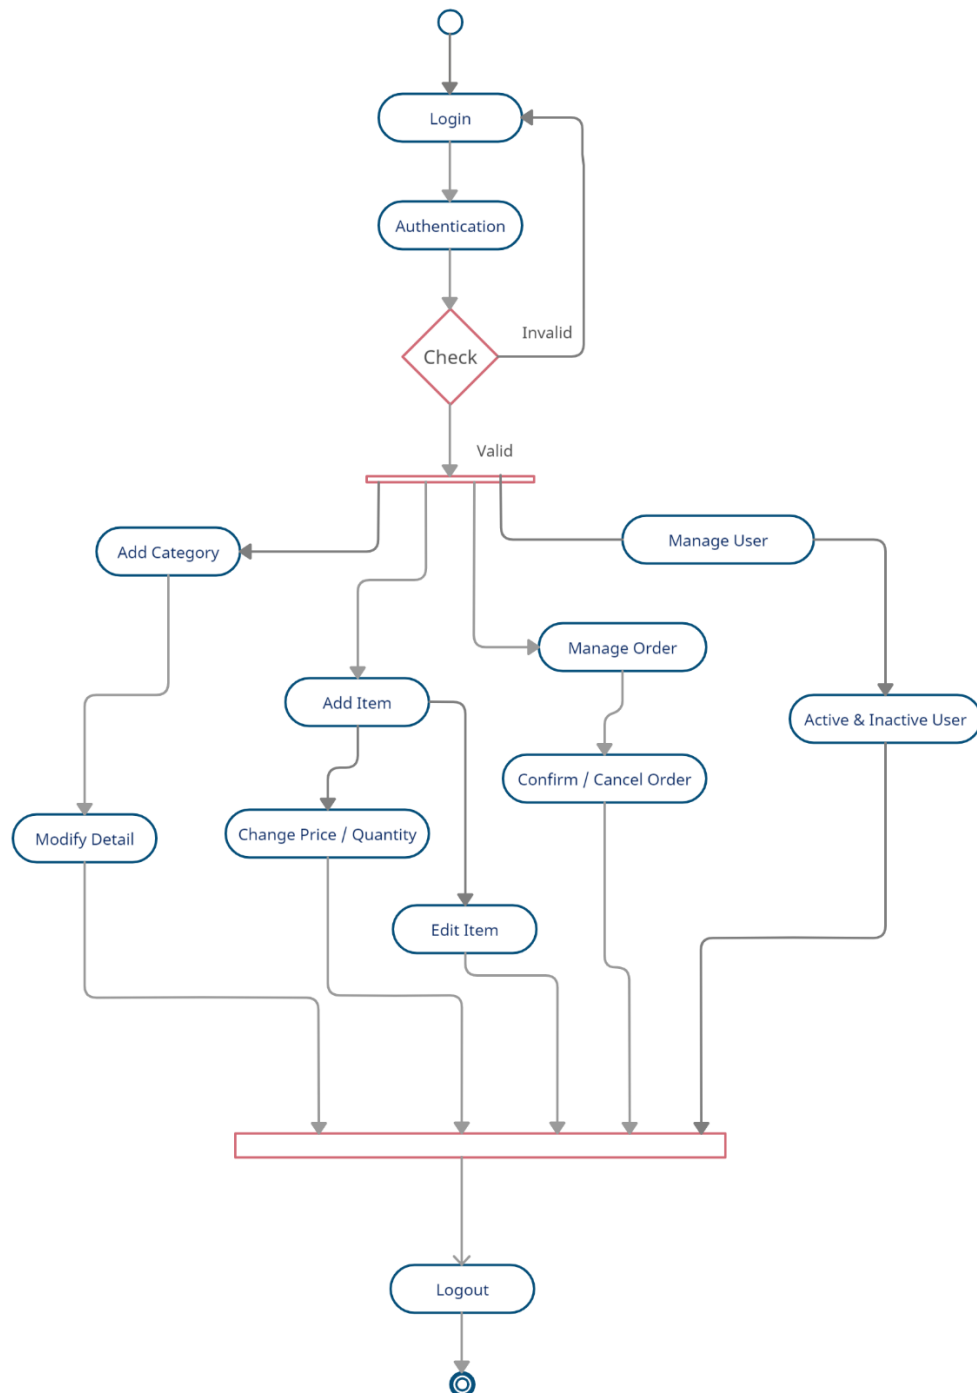 Login
Authentication
Invalid
Check
Valid
Manage User
Add Category
Manage Order
Add Item
Active & Inactive User
Confirm / Cancel Order
Change Price / Quantity
Modify Detail
Edit Item
Logout